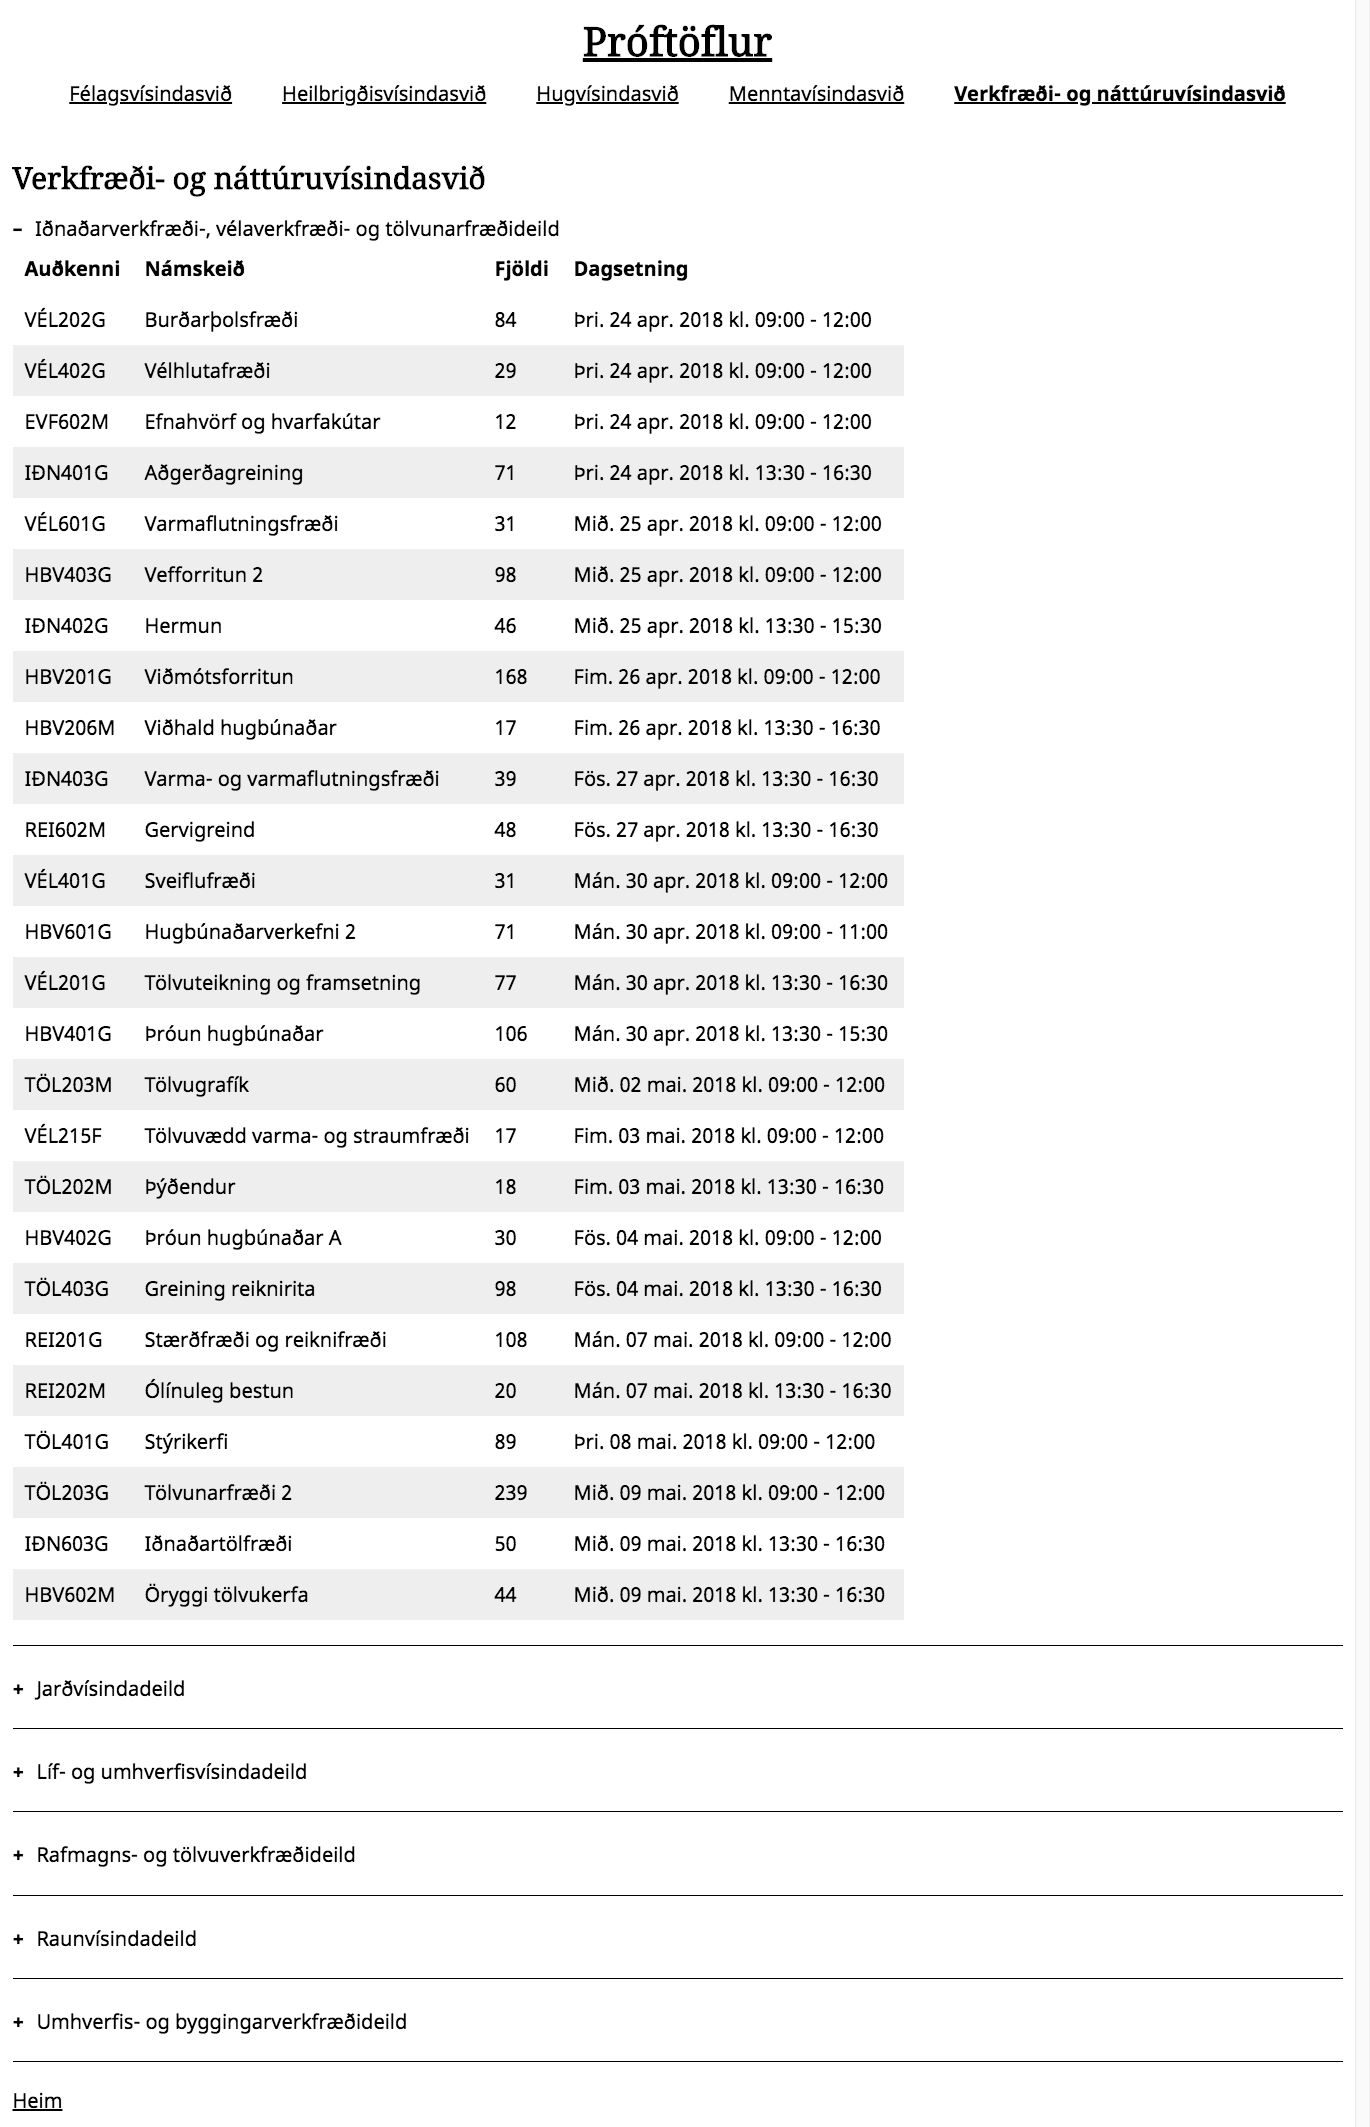 Próftöflur
Félagsvísindasvið Heilbrigðisvísindasvið Hugvísindasvið Menntavísindasvið Verkfræði- og náttúruvísindasvið
Verkfræði- og náttúruvísindasvið
– Iðnaðarverkfræði-, vélaverkfræði- og tölvunarfræðideild
Auðkenni Námskeið Fjöldi Dagsetning
VÉL202G Burðarþolsfræði 84 Þri. 24 apr. 2018 kl. 09:00 - 12:00
VÉL402G Vélhlutafræði 29 Þri. 24 apr. 2018 kl. 09:00 - 12:00
EVF602M Efnahvörf og hvarfakútar 12 Þri. 24 apr. 2018 kl. 09:00 - 12:00
IÐN401G Aðgerðagreining 71 Þri. 24 apr. 2018 kl. 13:30 - 16:30
VÉL601G Varmaflutningsfræði 31 Mið. 25 apr. 2018 kl. 09:00 - 12:00
HBV403G Vefforritun 2 98 Mið. 25 apr. 2018 kl. 09:00 - 12:00
IÐN402G Hermun 46 Mið. 25 apr. 2018 kl. 13:30 - 15:30
HBV201G Viðmótsforritun 168 Fim. 26 apr. 2018 kl. 09:00 - 12:00
HBV206M Viðhald hugbúnaðar 17 Fim. 26 apr. 2018 kl. 13:30 - 16:30
IÐN403G Varma- og varmaflutningsfræði 39 Fös. 27 apr. 2018 kl. 13:30 - 16:30
REI602M Gervigreind 48 Fös. 27 apr. 2018 kl. 13:30 - 16:30
VÉL401G Sveiflufræði 31 Mán. 30 apr. 2018 kl. 09:00 - 12:00
HBV601G Hugbúnaðarverkefni 2 71 Mán. 30 apr. 2018 kl. 09:00 - 11:00
VÉL201G Tölvuteikning og framsetning 77 Mán. 30 apr. 2018 kl. 13:30 - 16:30
HBV401G Þróun hugbúnaðar 106 Mán. 30 apr. 2018 kl. 13:30 - 15:30
TÖL203M Tölvugrafík 60 Mið. 02 mai. 2018 kl. 09:00 - 12:00
VÉL215F Tölvuvædd varma- og straumfræði 17 Fim. 03 mai. 2018 kl. 09:00 - 12:00
TÖL202M Þýðendur 18 Fim. 03 mai. 2018 kl. 13:30 - 16:30
HBV402G Þróun hugbúnaðar A 30 Fös. 04 mai. 2018 kl. 09:00 - 12:00
TÖL403G Greining reiknirita 98 Fös. 04 mai. 2018 kl. 13:30 - 16:30
REI201G Stærðfræði og reiknifræði 108 Mán. 07 mai. 2018 kl. 09:00 - 12:00
REI202M Ólínuleg bestun 20 Mán. 07 mai. 2018 kl. 13:30 - 16:30
TÖL401G Stýrikerfi 89 Þri. 08 mai. 2018 kl. 09:00 - 12:00
TÖL203G Tölvunarfræði 2 239 Mið. 09 mai. 2018 kl. 09:00 - 12:00
IÐN603G Iðnaðartölfræði 50 Mið. 09 mai. 2018 kl. 13:30 - 16:30
HBV602M Öryggi tölvukerfa 44 Mið. 09 mai. 2018 kl. 13:30 - 16:30
+ Jarðvísindadeild
+ Líf- og umhverfisvísindadeild
+ Rafmagns- og tölvuverkfræðideild
+ Raunvísindadeild
+ Umhverfis- og byggingarverkfræðideild
Heim